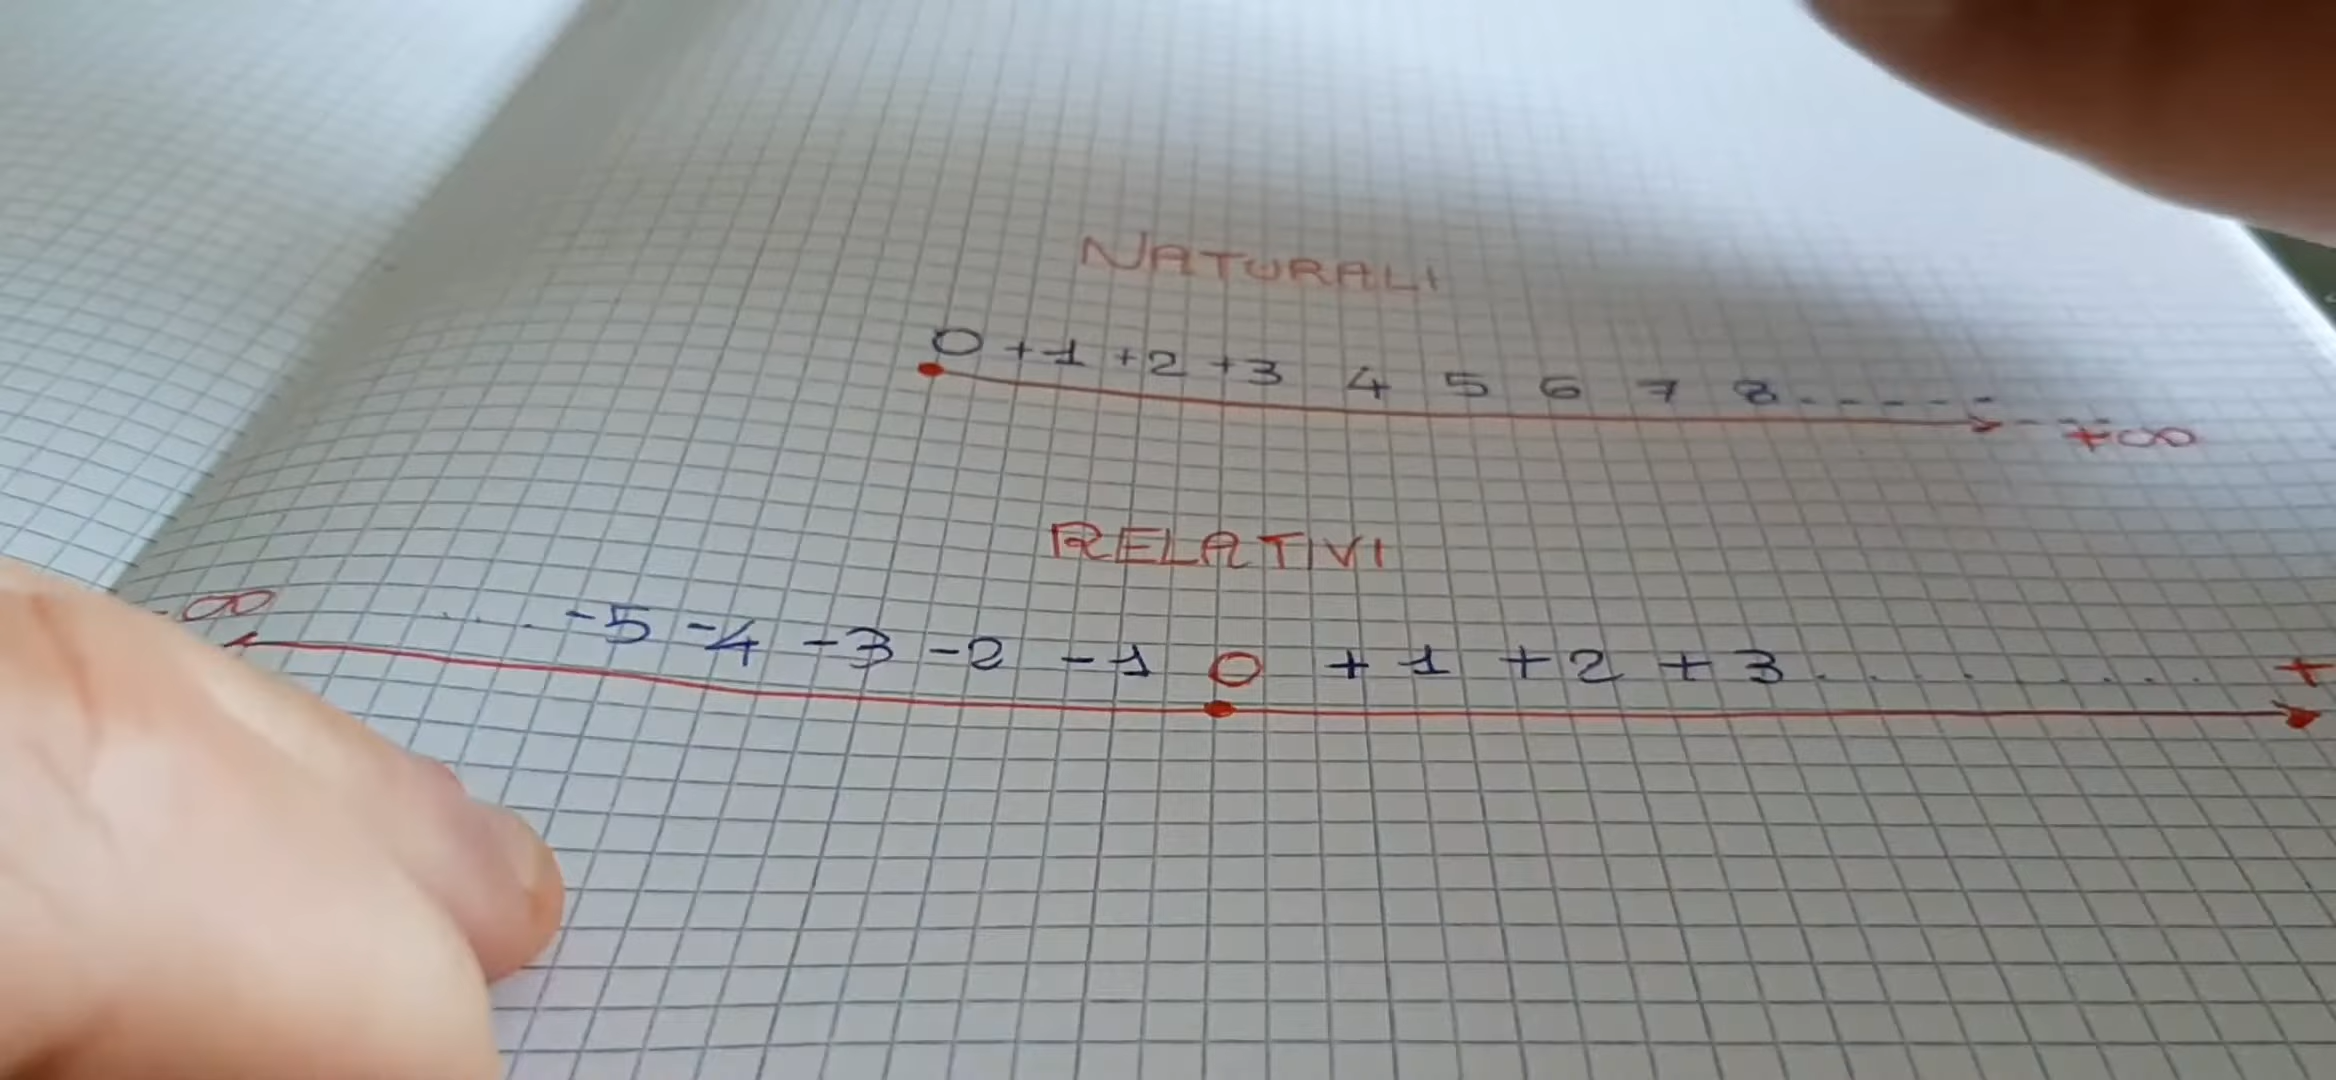 NATURALI
0 +1 +2 +3 4 5 6 7 8.-----
--- +∞
RELATIVI
-∞ .... -5 -4 -3 -2 -1 0 +1 +2 +3......... +